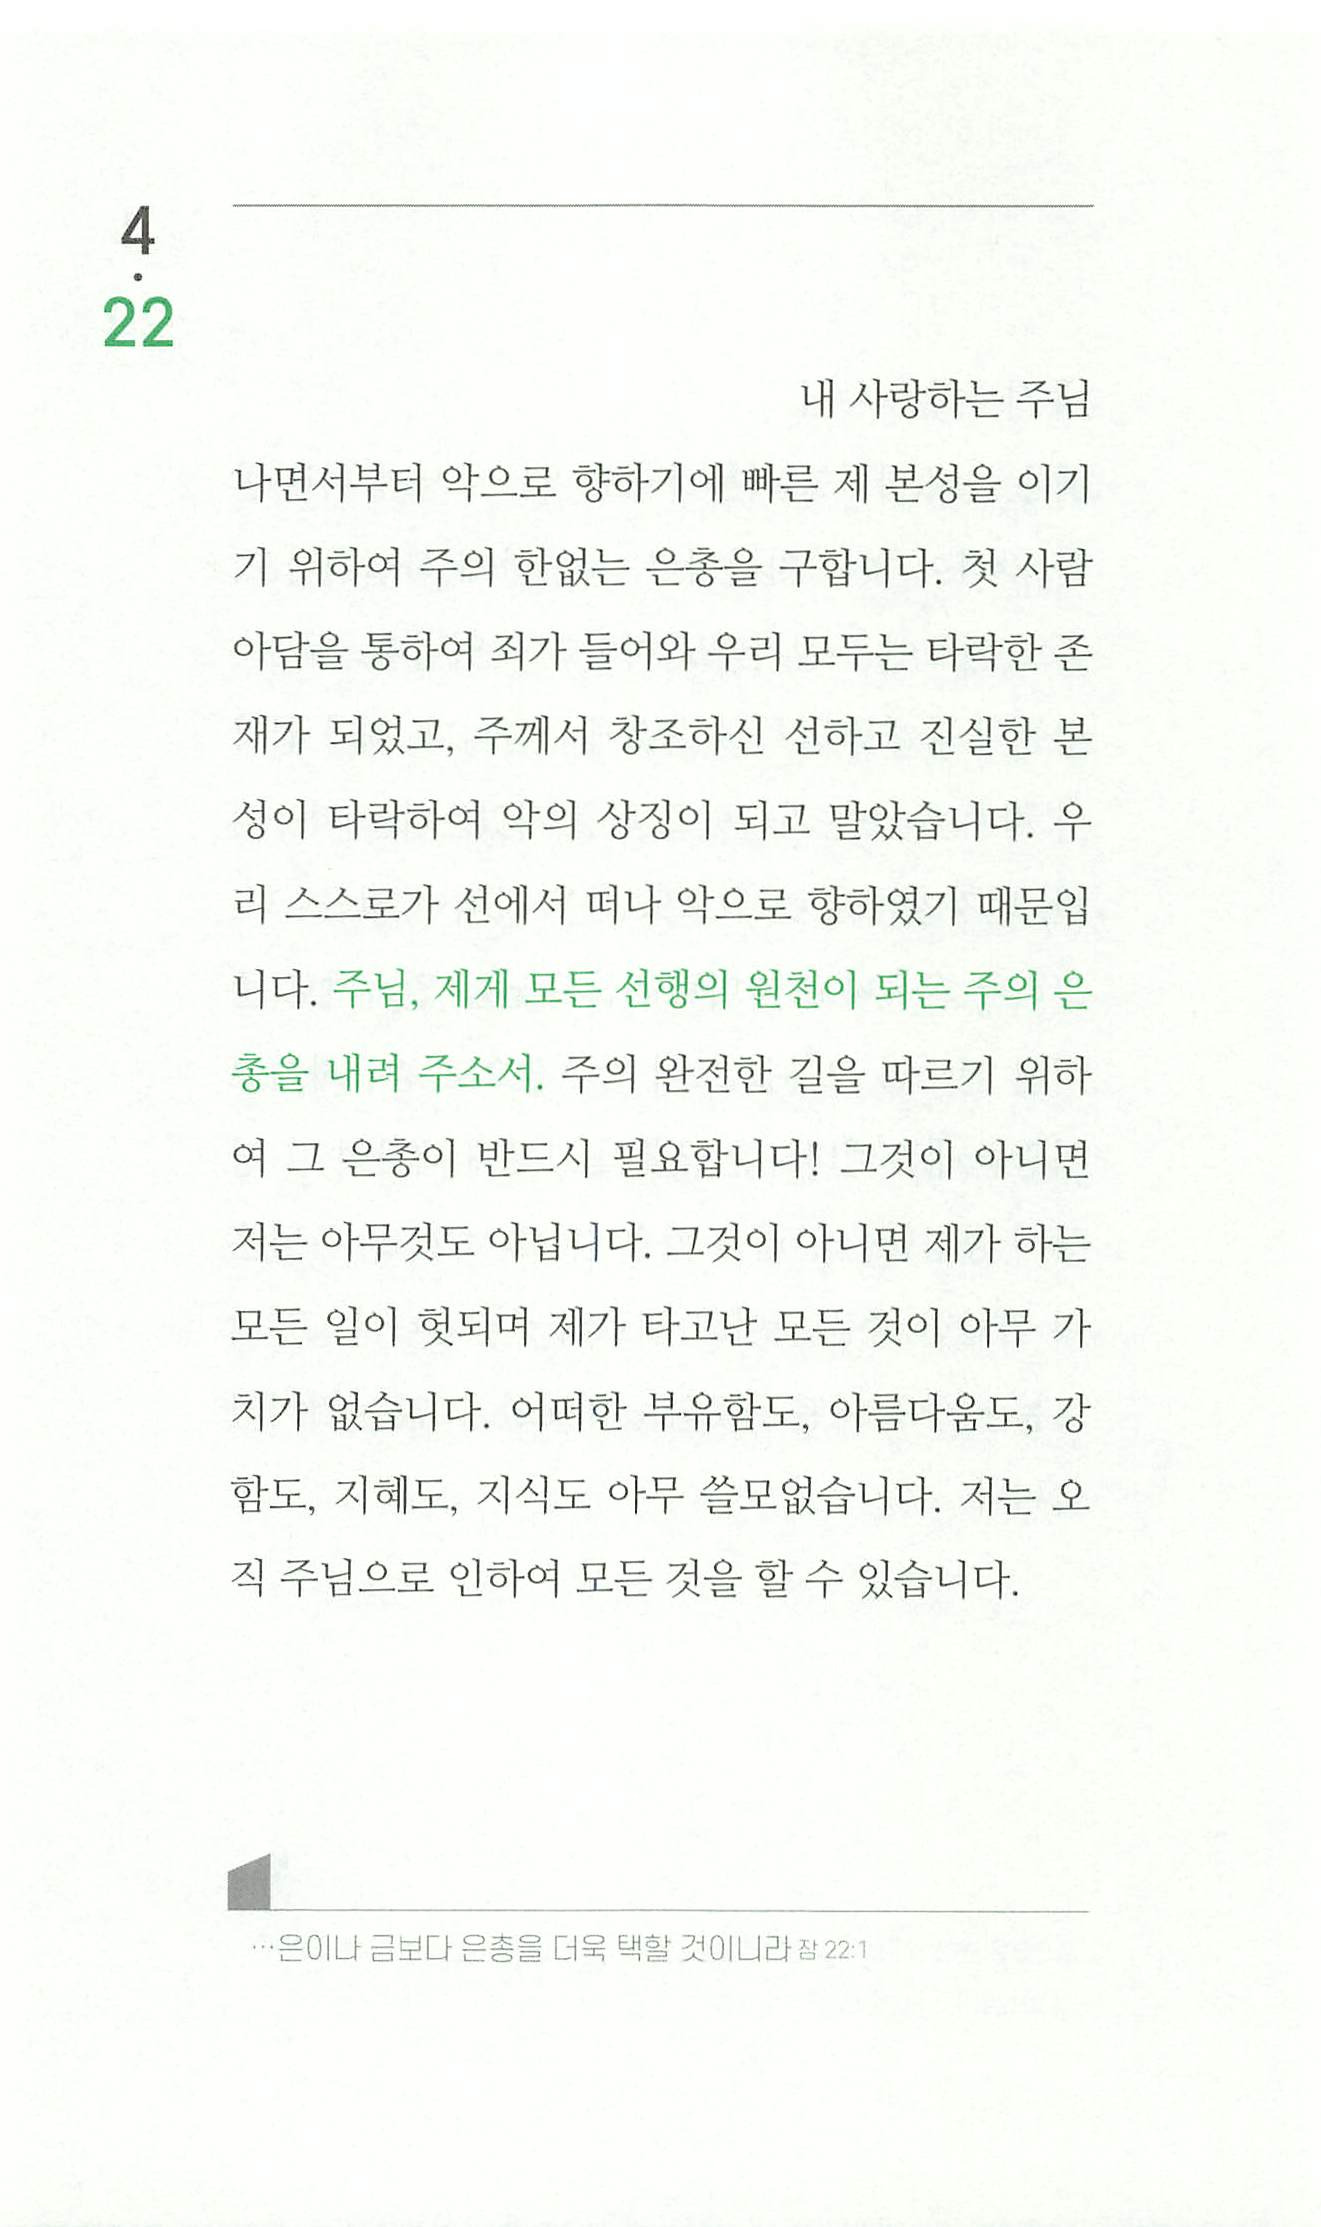 4
·
22
내 사랑하는 주님
나면서부터 악으로 향하기에 빠른 제 본성을 이기
기 위하여 주의 한없는 은총을 구합니다. 첫 사람
아담을 통하여 죄가 들어와 우리 모두는 타락한 존
재가 되었고, 주께서 창조하신 선하고 진실한 본
성이 타락하여 악의 상징이 되고 말았습니다. 우
리 스스로가 선에서 떠나 악으로 향하였기 때문입
니다. 주님, 제게 모든 선행의 원천이 되는 주의 은
총을 내려 주소서. 주의 완전한 길을 따르기 위하
여 그 은총이 반드시 필요합니다! 그것이 아니면
저는 아무것도 아닙니다. 그것이 아니면 제가 하는
모든 일이 헛되며 제가 타고난 모든 것이 아무 가
치가 없습니다. 어떠한 부유함도, 아름다움도, 강
함도, 지혜도, 지식도 아무 쓸모없습니다. 저는 오
직 주님으로 인하여 모든 것을 할 수 있습니다.
…은이나 금보다 은총을 더욱 택할 것이니라 잠 22:1